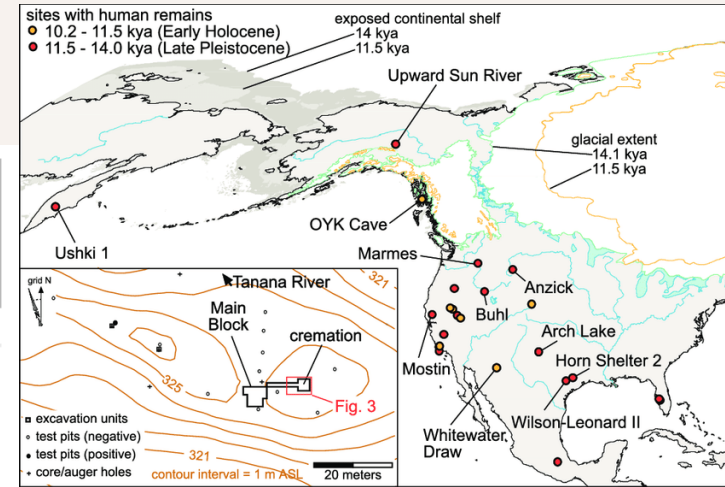 sites with human remains
10.2 - 11.5 kya (Early Holocene)
11.5 - 14.0 kya (Late Pleistocene)
exposed continental shelf
14 kya
11.5 kya
Upward Sun River
glacial extent
14.1 kya
11.5 kya
OYK Cave
Ushki 1
Marmes
Anzick
Buhl
Arch Lake
Mostin
Horn Shelter 2
Wilson-Leonard II
Whitewater
Draw
grid N
Tanana River
321
Main
Block
cremation
325
Fig. 3
321
excavation units
test pits (negative)
test pits (positive)
core/auger holes
contour interval = 1 m ASL
20 meters